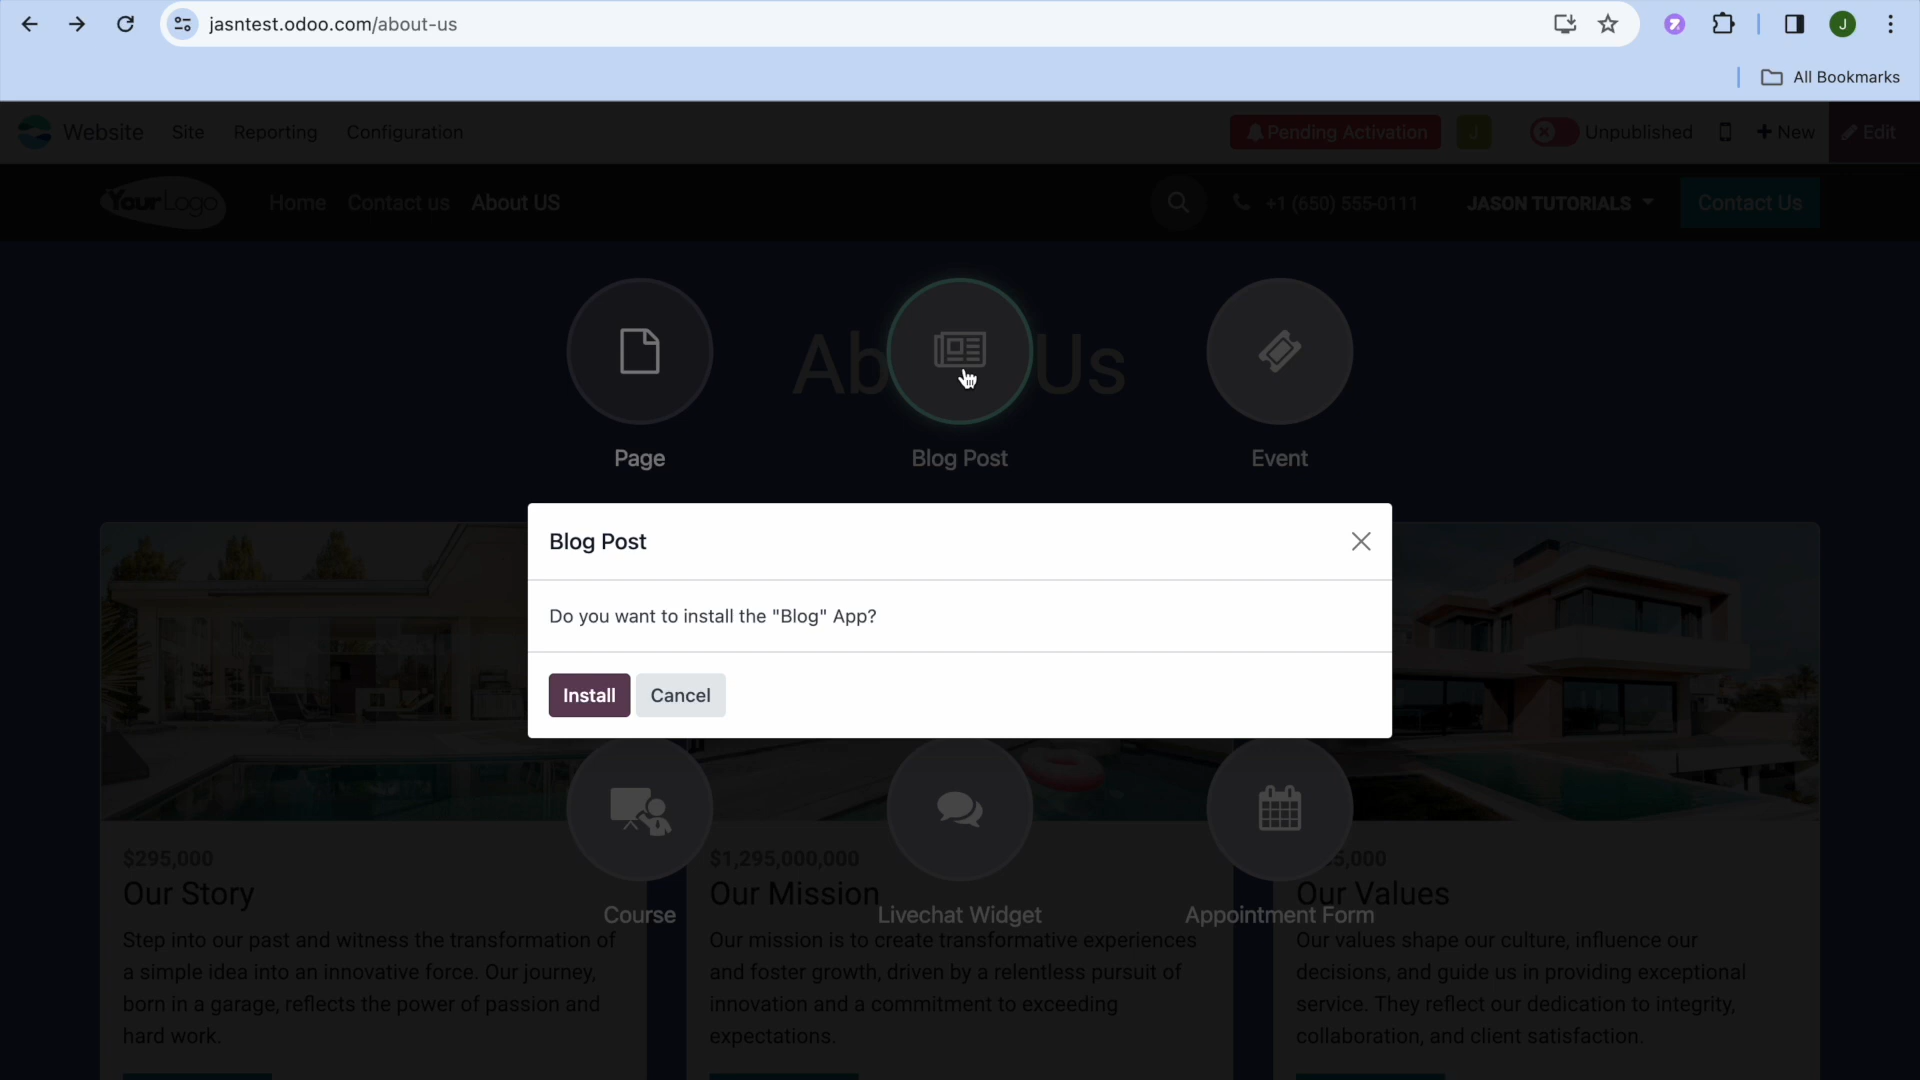 jasntest.odoo.com/about-us
All Bookmarks
Website Site Reporting Configuration Pending Activation J Unpublished + New Edit
YourLogo Home Contact us About US +1 (650) 555-0111 JASON TUTORIALS Contact Us
About Us
Page Blog Post Event
Blog Post
Do you want to install the "Blog" App?
Install Cancel
Course Livechat Widget Appointment Form
$295,000
Our Story
Step into our past and witness the transformation of
a simple idea into an innovative force. Our journey,
born in a garage, reflects the power of passion and
hard work.
$1,295,000,000
Our Mission
Our mission is to create transformative experiences
and foster growth, driven by a relentless pursuit of
innovation and a commitment to exceeding
expectations.
5,000
Our Values
Our values shape our culture, influence our
decisions, and guide us in providing exceptional
service. They reflect our dedication to integrity,
collaboration, and client satisfaction.